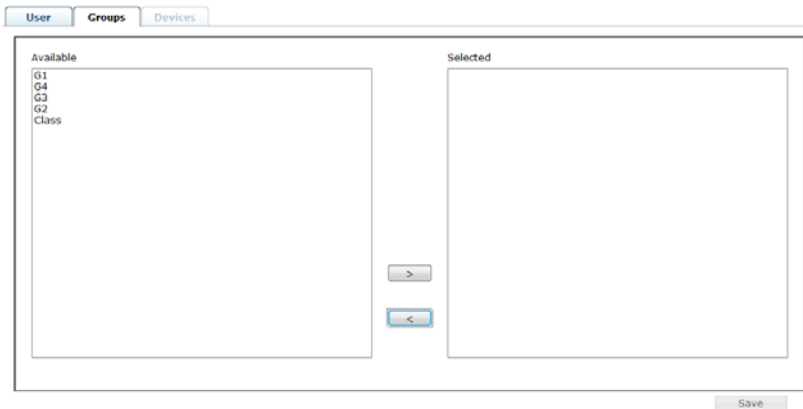 User Groups Devices
Available Selected
G1
G4
G3
G2
Class
>
<
Save